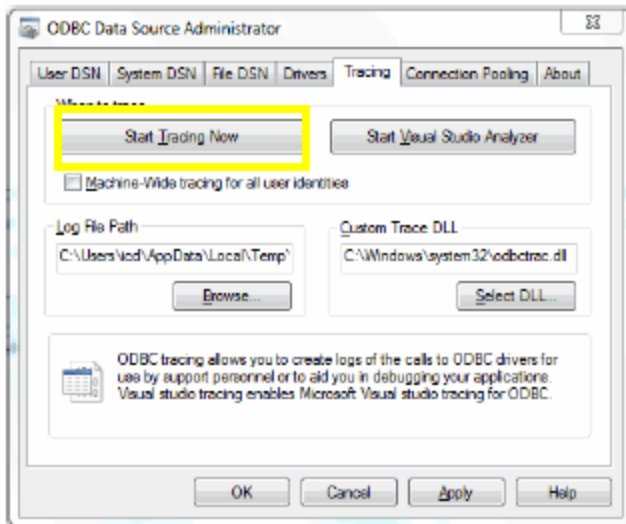 ODBC Data Source Administrator
User DSN System DSN File DSN Drivers Tracing Connection Pooling About
When to trace
Start Tracing Now Start Visual Studio Analyzer
Machine-Wide tracing for all user identities
Log File Path Custom Trace DLL
C:\Users\icd\AppData\Local\Temp\ C:\Windows\system32\odbctrac.dll
Browse... Select DLL...
ODBC tracing allows you to create logs of the calls to ODBC drivers for
use by support personnel or to aid you in debugging your applications.
Visual studio tracing enables Microsoft Visual studio tracing for ODBC.
OK Cancel Apply Help